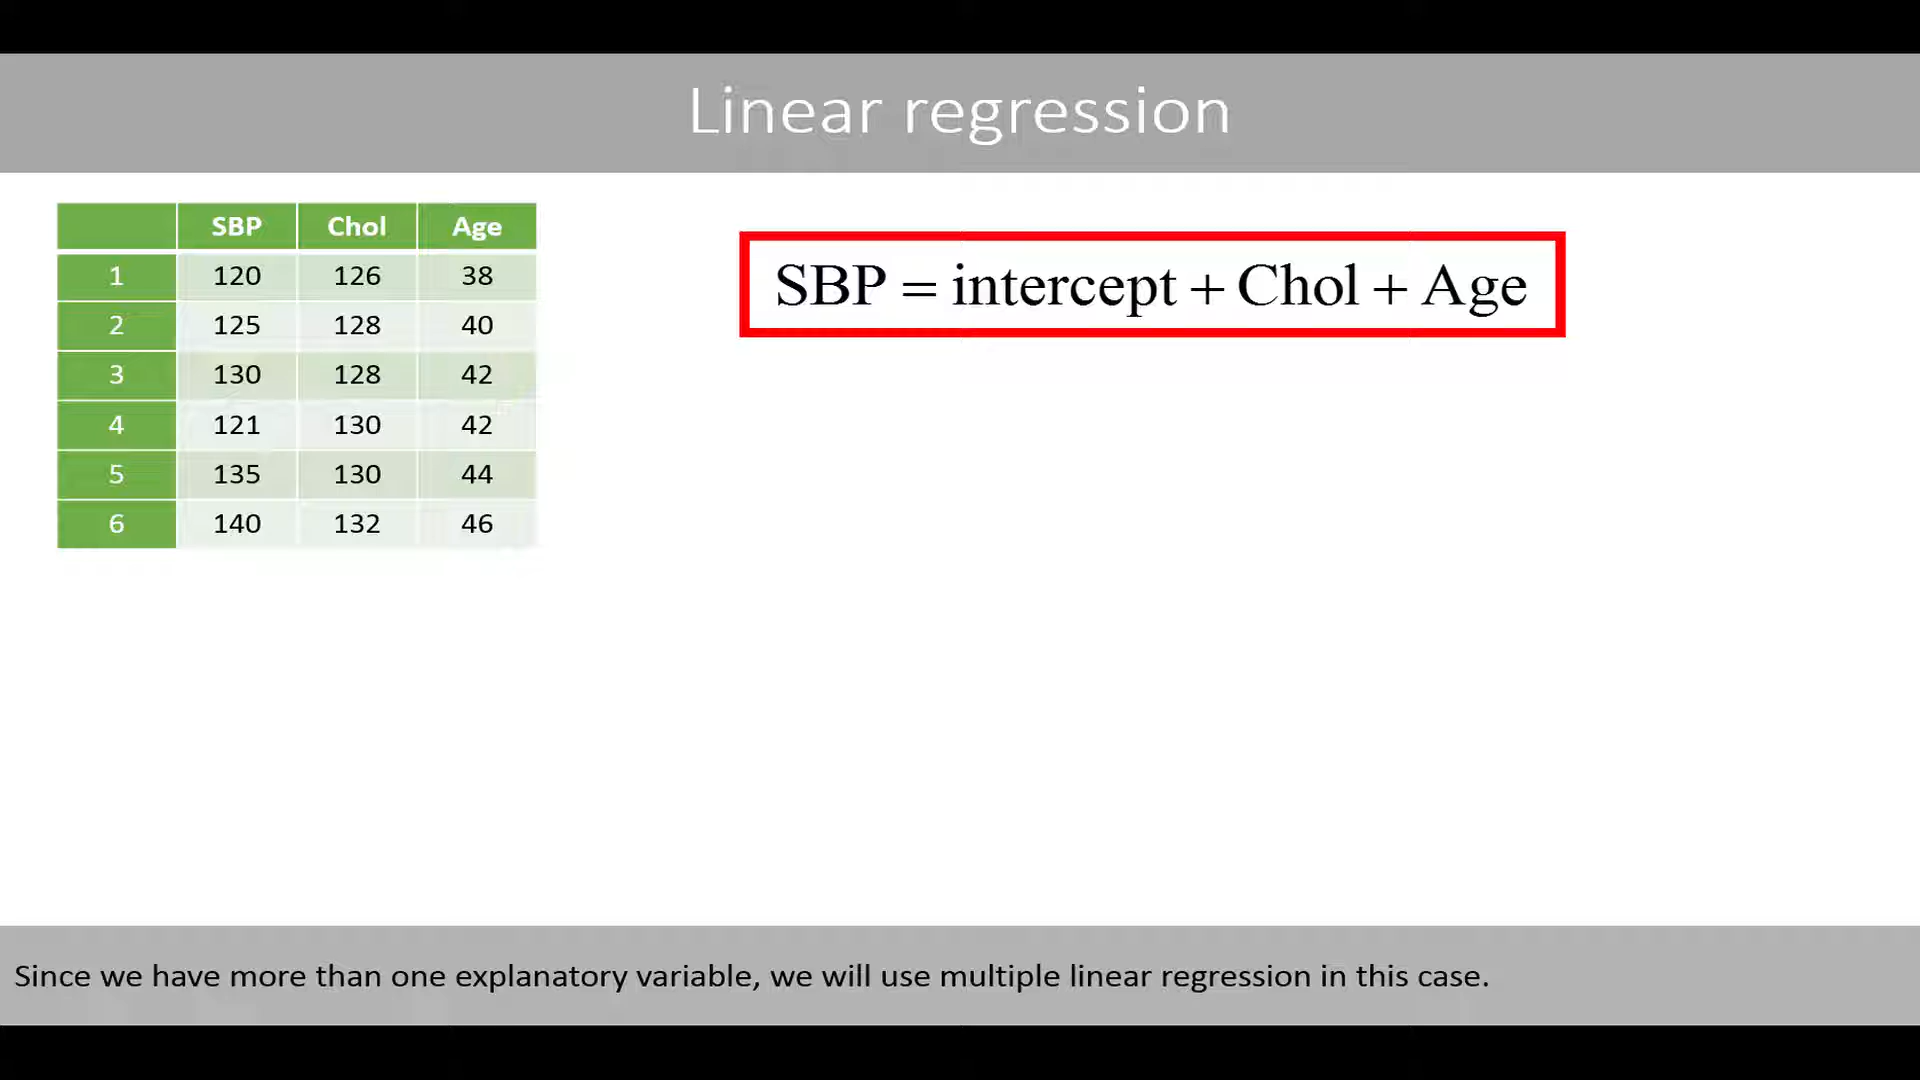 Linear regression
SBP Chol Age
1 120 126 38
2 125 128 40
3 130 128 42
4 121 130 42
5 135 130 44
6 140 132 46
SBP = intercept + Chol + Age
Since we have more than one explanatory variable, we will use multiple linear regression in this case.